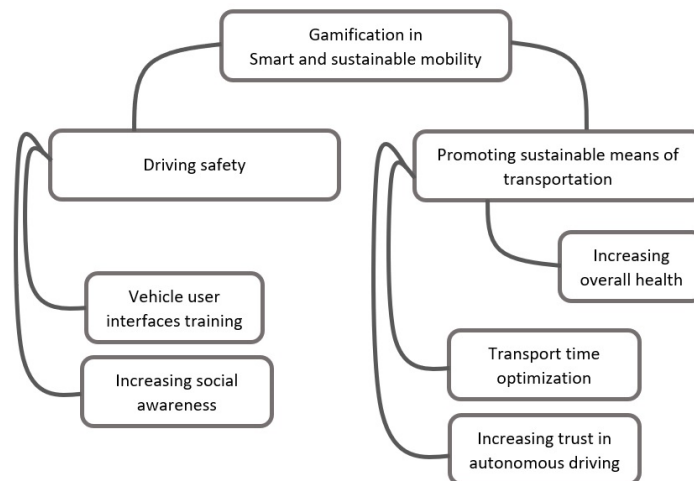 Gamification in
Smart and sustainable mobility
Driving safety
Promoting sustainable means of
transportation
Increasing
overall health
Vehicle user
interfaces training
Transport time
optimization
Increasing social
awareness
Increasing trust in
autonomous driving